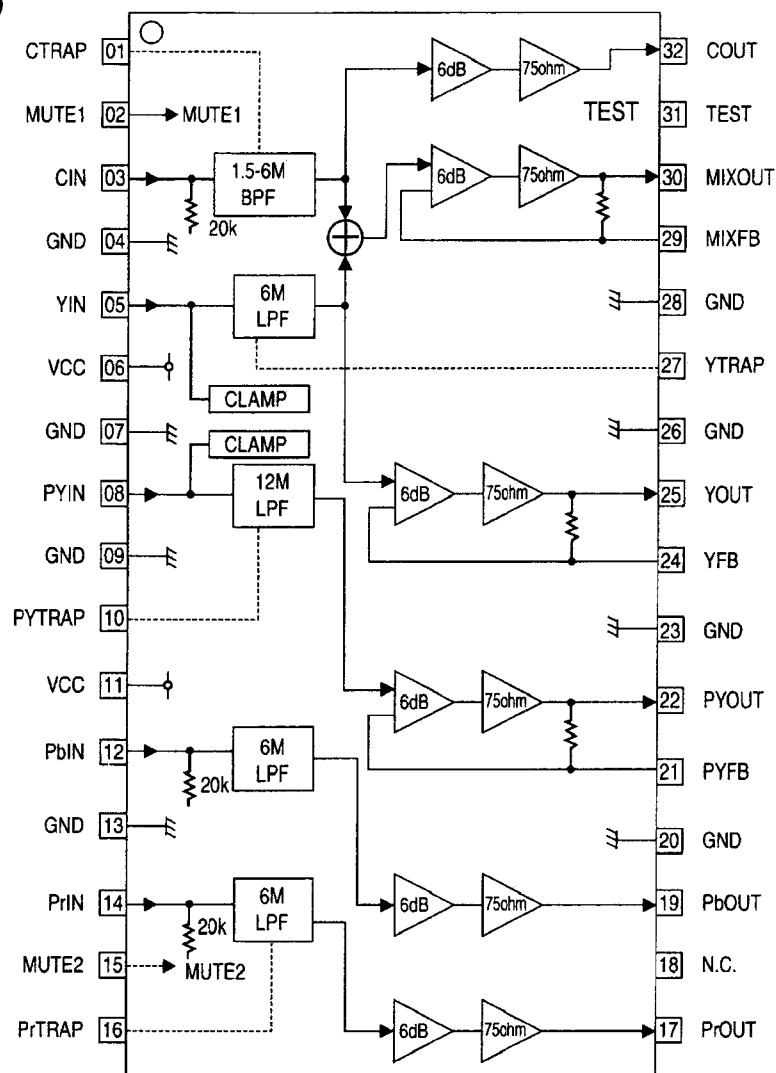 CTRAP 01 6dB 75ohm 32 COUT
MUTE1 02 MUTE1 TEST 31 TEST
CIN 03 1.5-6M 6dB 75ohm 30 MIXOUT
BPF
20k
GND 04 29 MIXFB
YIN 05 6M 28 GND
LPF
VCC 06 27 YTRAP
CLAMP
GND 07 26 GND
CLAMP
PYIN 08 12M 6dB 75ohm 25 YOUT
LPF
GND 09 24 YFB
PYTRAP 10 23 GND
VCC 11 6dB 75ohm 22 PYOUT
PbIN 12 6M 21 PYFB
LPF
20k
GND 13 20 GND
PrIN 14 6M 6dB 75ohm 19 PbOUT
LPF
20k
MUTE2 15 MUTE2 18 N.C.
PrTRAP 16 6dB 75ohm 17 PrOUT